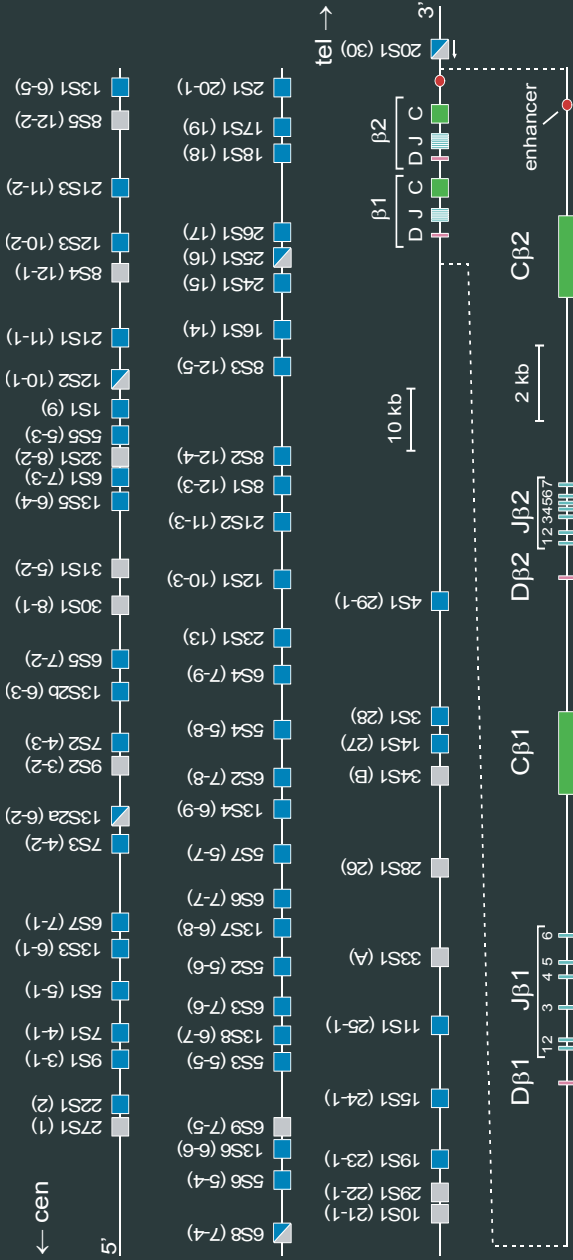 ← cen
5'
27S1 (1)
22S1 (2)
9S1 (3-1)
7S1 (4-1)
5S1 (5-1)
13S3 (6-1)
6S7 (7-1)
7S3 (4-2)
13S2a (6-2)
9S2 (3-2)
7S2 (4-3)
13S2b (6-3)
6S5 (7-2)
30S1 (8-1)
31S1 (5-2)
13S5 (6-4)
6S1 (7-3)
32S1 (8-2)
5S5 (5-3)
1S1 (9)
12S2 (10-1)
21S1 (11-1)
8S4 (12-1)
12S3 (10-2)
21S3 (11-2)
8S5 (12-2)
13S1 (6-5)
6S8 (7-4)
5S6 (5-4)
13S6 (6-6)
6S9 (7-5)
5S3 (5-5)
13S8 (6-7)
6S3 (7-6)
5S2 (5-6)
13S7 (6-8)
6S6 (7-7)
5S7 (5-7)
13S4 (6-9)
6S2 (7-8)
5S4 (5-8)
6S4 (7-9)
23S1 (13)
12S1 (10-3)
21S2 (11-3)
8S1 (12-3)
8S2 (12-4)
8S3 (12-5)
16S1 (14)
24S1 (15)
25S1 (16)
26S1 (17)
18S1 (18)
17S1 (19)
2S1 (20-1)
tel →
10S1 (21-1)
29S1 (22-1)
19S1 (23-1)
15S1 (24-1)
11S1 (25-1)
33S1 (A)
28S1 (26)
34S1 (B)
14S1 (27)
3S1 (28)
4S1 (29-1)
10 kb
β1
D J C
β2
D J C
20S1 (30)
3'
Dβ1
Jβ1
1 2 3 4 5 6
Cβ1
Dβ2
Jβ2
1 2 3 4 5 6 7
2 kb
Cβ2
enhancer